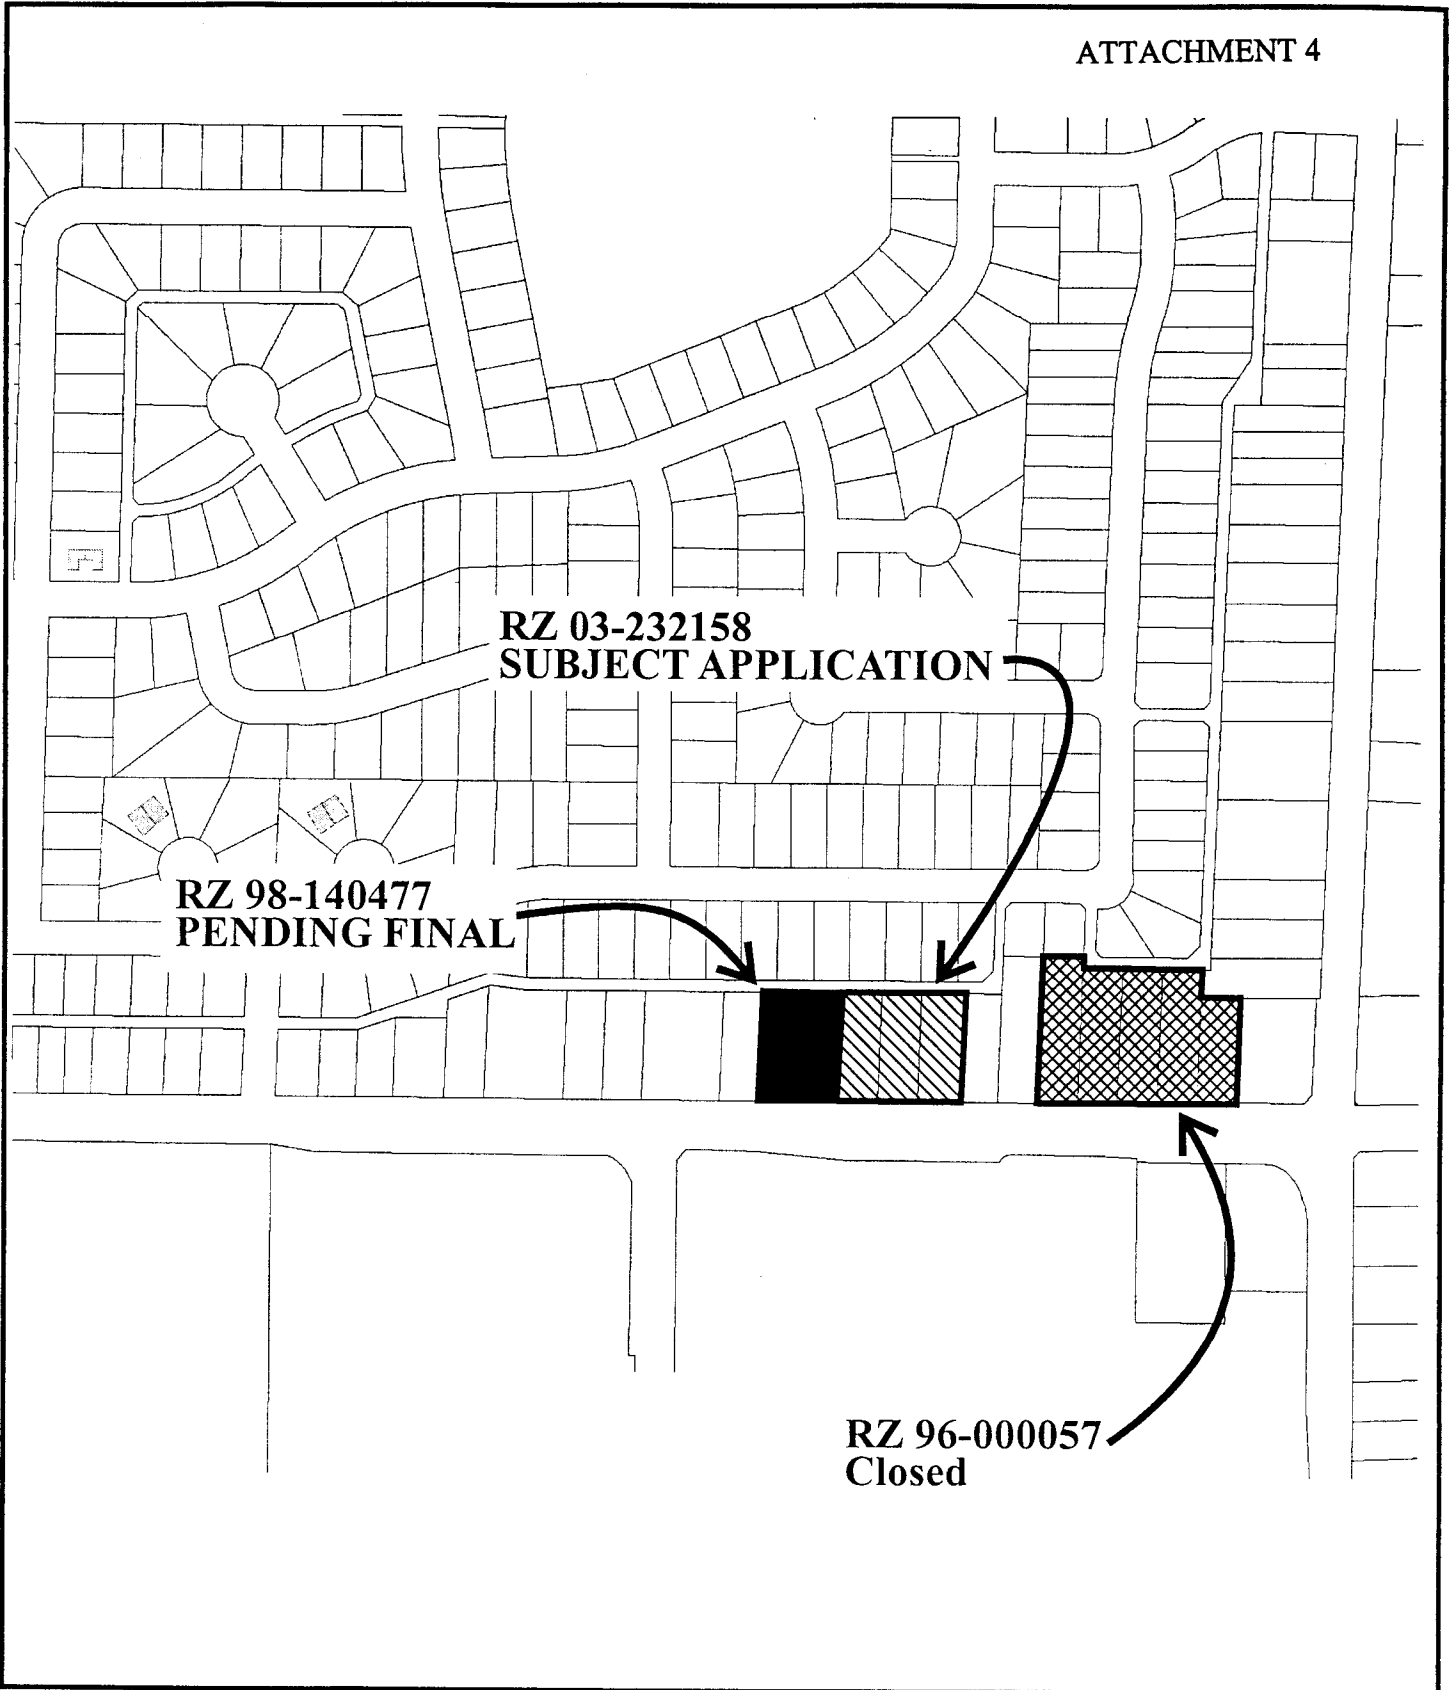 ATTACHMENT 4
RZ 03-232158
SUBJECT APPLICATION
RZ 98-140477
PENDING FINAL
RZ 96-000057
Closed